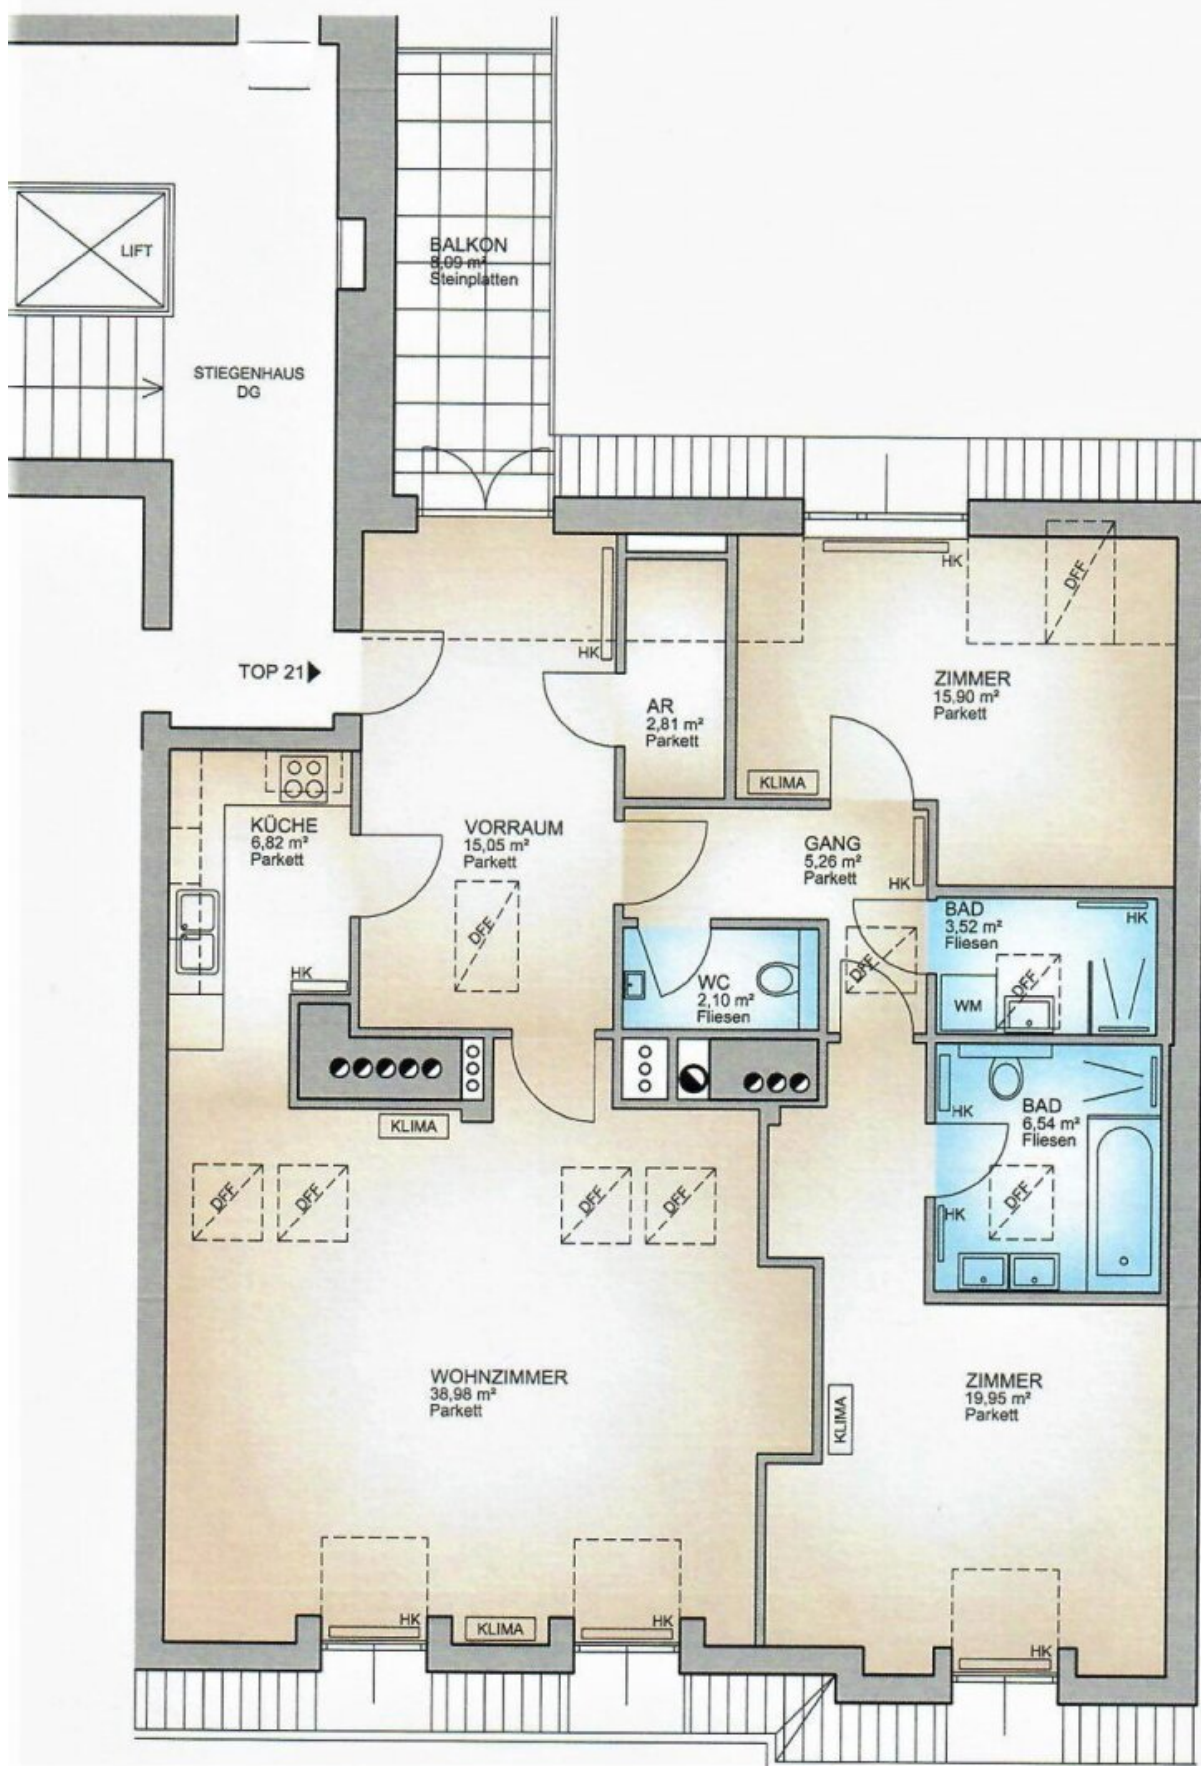 BALKON
8,09 m²
Steinplatten
LIFT
STIEGENHAUS
DG
HK
DFF
HK
TOP 21
ZIMMER
15,90 m²
Parkett
AR
2,81 m²
Parkett
KLIMA
KÜCHE
6,82 m²
Parkett
VORRAUM
15,05 m²
Parkett
GANG
5,26 m²
Parkett
HK
BAD
3,52 m²
Fliesen
HK
DFF
DFF
HK
WC
2,10 m²
Fliesen
WM
DFF
KLIMA
HK
BAD
6,54 m²
Fliesen
DFF
DFF
DFF
DFF
DFF
HK
WOHNZIMMER
38,98 m²
Parkett
ZIMMER
19,95 m²
Parkett
KLIMA
HK
KLIMA
HK
HK